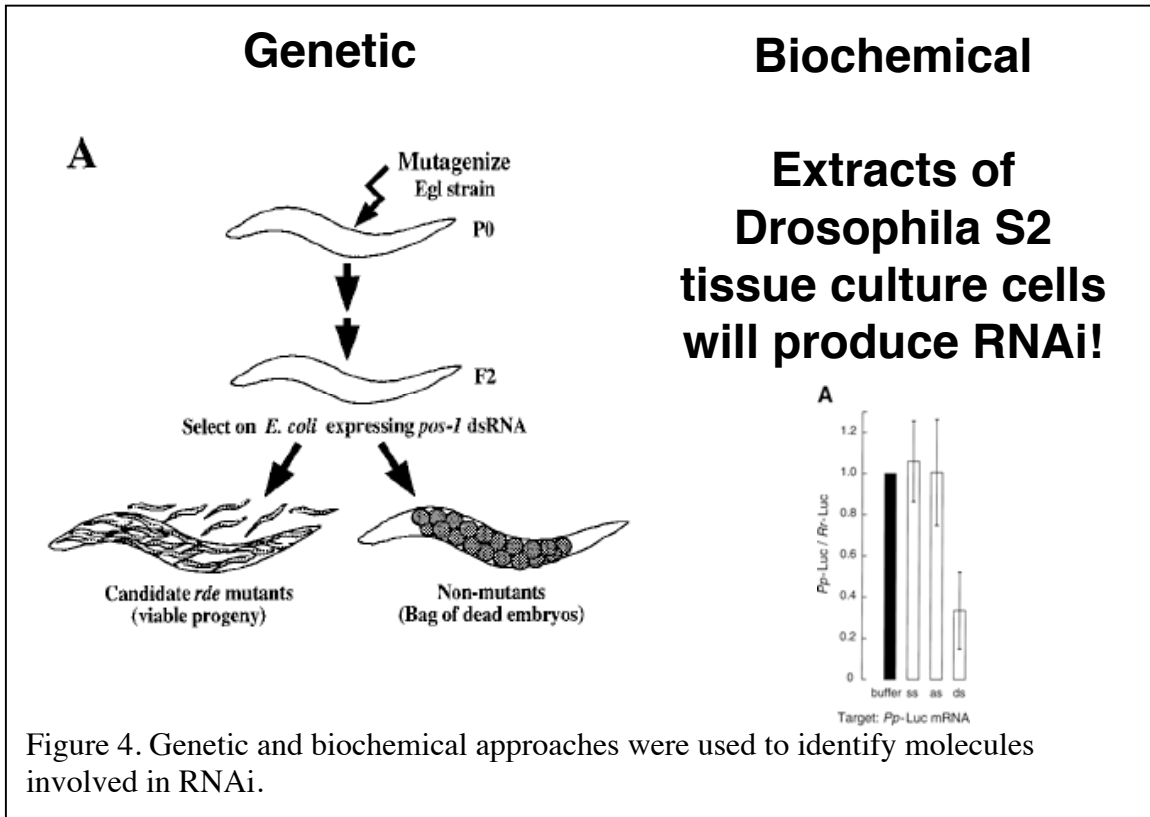 Genetic
A
Mutagenize
Egl strain
P0
F2
Select on E. coli expressing pos-1 dsRNA
Candidate rde mutants
(viable progeny)
Non-mutants
(Bag of dead embryos)
Biochemical
Extracts of
Drosophila S2
tissue culture cells
will produce RNAi!
A
Pp-Luc / Rr-Luc
1.2
1.0
0.8
0.6
0.4
0.2
0
buffer ss as ds
Target: Pp-Luc mRNA
Figure 4. Genetic and biochemical approaches were used to identify molecules
involved in RNAi.